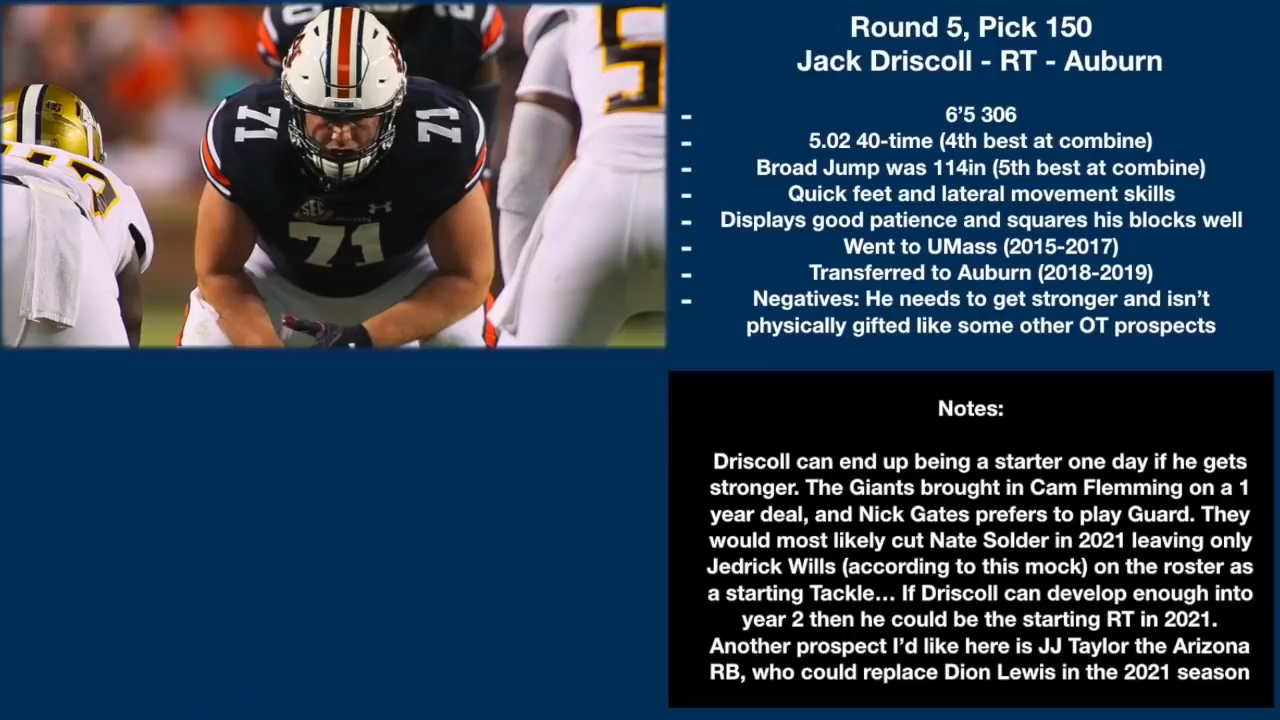 Round 5, Pick 150
Jack Driscoll - RT - Auburn
- 6’5 306
- 5.02 40-time (4th best at combine)
- Broad Jump was 114in (5th best at combine)
- Quick feet and lateral movement skills
- Displays good patience and squares his blocks well
- Went to UMass (2015-2017)
- Transferred to Auburn (2018-2019)
- Negatives: He needs to get stronger and isn’t
physically gifted like some other OT prospects
71 71
SEC
71
5
Notes:
Driscoll can end up being a starter one day if he gets
stronger. The Giants brought in Cam Flemming on a 1
year deal, and Nick Gates prefers to play Guard. They
would most likely cut Nate Solder in 2021 leaving only
Jedrick Wills (according to this mock) on the roster as
a starting Tackle... If Driscoll can develop enough into
year 2 then he could be the starting RT in 2021.
Another prospect I’d like here is JJ Taylor the Arizona
RB, who could replace Dion Lewis in the 2021 season